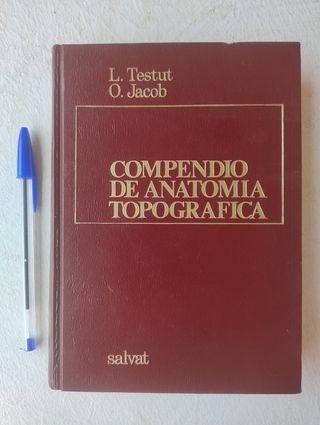 L. Testut
O. Jacob
COMPENDIO
DE ANATOMIA
TOPOGRAFICA
salvat